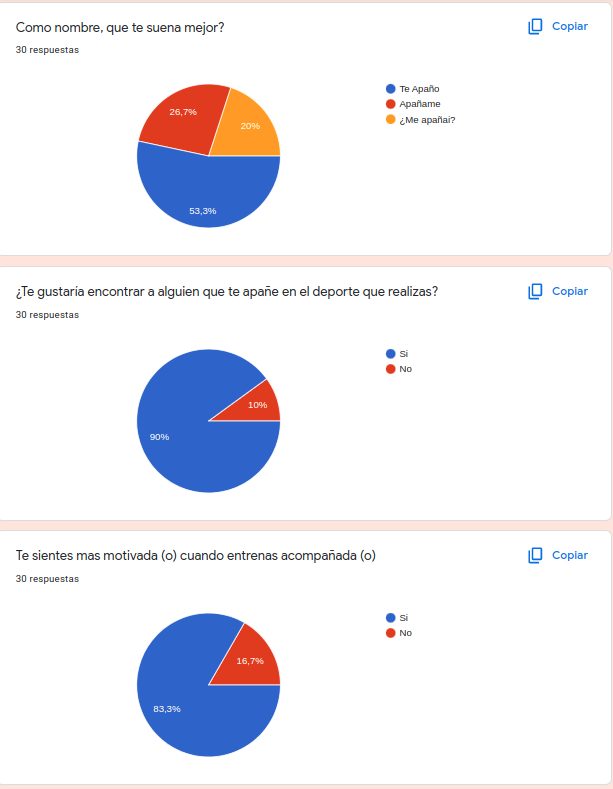 Como nombre, que te suena mejor?
Copiar
30 respuestas
Te Apaño
Apañame
¿Me apañai?
26,7%
20%
53,3%
¿Te gustaría encontrar a alguien que te apañe en el deporte que realizas?
Copiar
30 respuestas
Si
No
10%
90%
Te sientes mas motivada (o) cuando entrenas acompañada (o)
Copiar
30 respuestas
Si
No
16,7%
83,3%